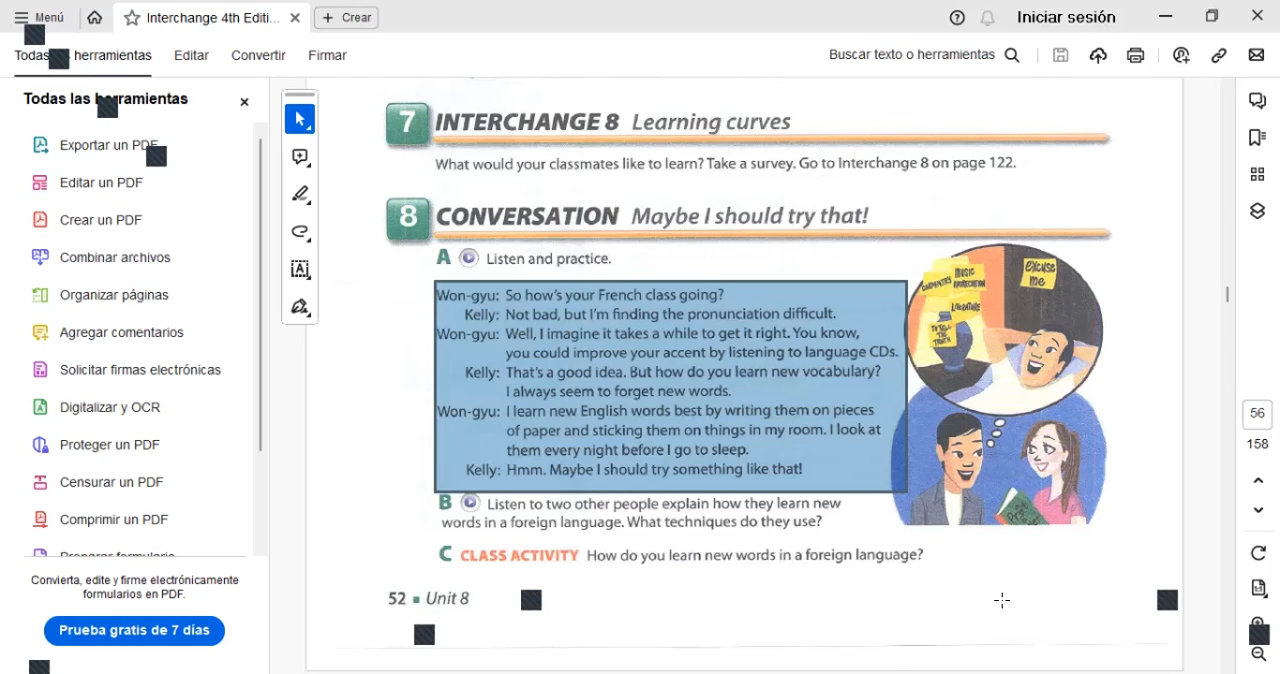 Menú
Interchange 4th Editi...
Crear
Iniciar sesión
Todas herramientas
Editar
Convertir
Firmar
Buscar texto o herramientas
Todas las herramientas
Exportar un PDF
Editar un PDF
Crear un PDF
Combinar archivos
Organizar páginas
Agregar comentarios
Solicitar firmas electrónicas
Digitalizar y OCR
Proteger un PDF
Censurar un PDF
Comprimir un PDF
Preparar formulario
Convierta, edite y firme electrónicamente
formularios en PDF.
Prueba gratis de 7 días
7 INTERCHANGE 8 Learning curves
What would your classmates like to learn? Take a survey. Go to Interchange 8 on page 122.
8 CONVERSATION Maybe I should try that!
A Listen and practice.
Won-gyu: So how's your French class going?
Kelly: Not bad, but I'm finding the pronunciation difficult.
Won-gyu: Well, I imagine it takes a while to get it right. You know,
you could improve your accent by listening to language CDs.
Kelly: That's a good idea. But how do you learn new vocabulary?
I always seem to forget new words.
Won-gyu: I learn new English words best by writing them on pieces
of paper and sticking them on things in my room. I look at
them every night before I go to sleep.
Kelly: Hmm. Maybe I should try something like that!
CARPENTRY
MUSIC
APPRECIATION
LITERATURE
TO TELL
THE
TRUTH
excuse
me
B Listen to two other people explain how they learn new
words in a foreign language. What techniques do they use?
C CLASS ACTIVITY How do you learn new words in a foreign language?
52 ▪ Unit 8
56
158